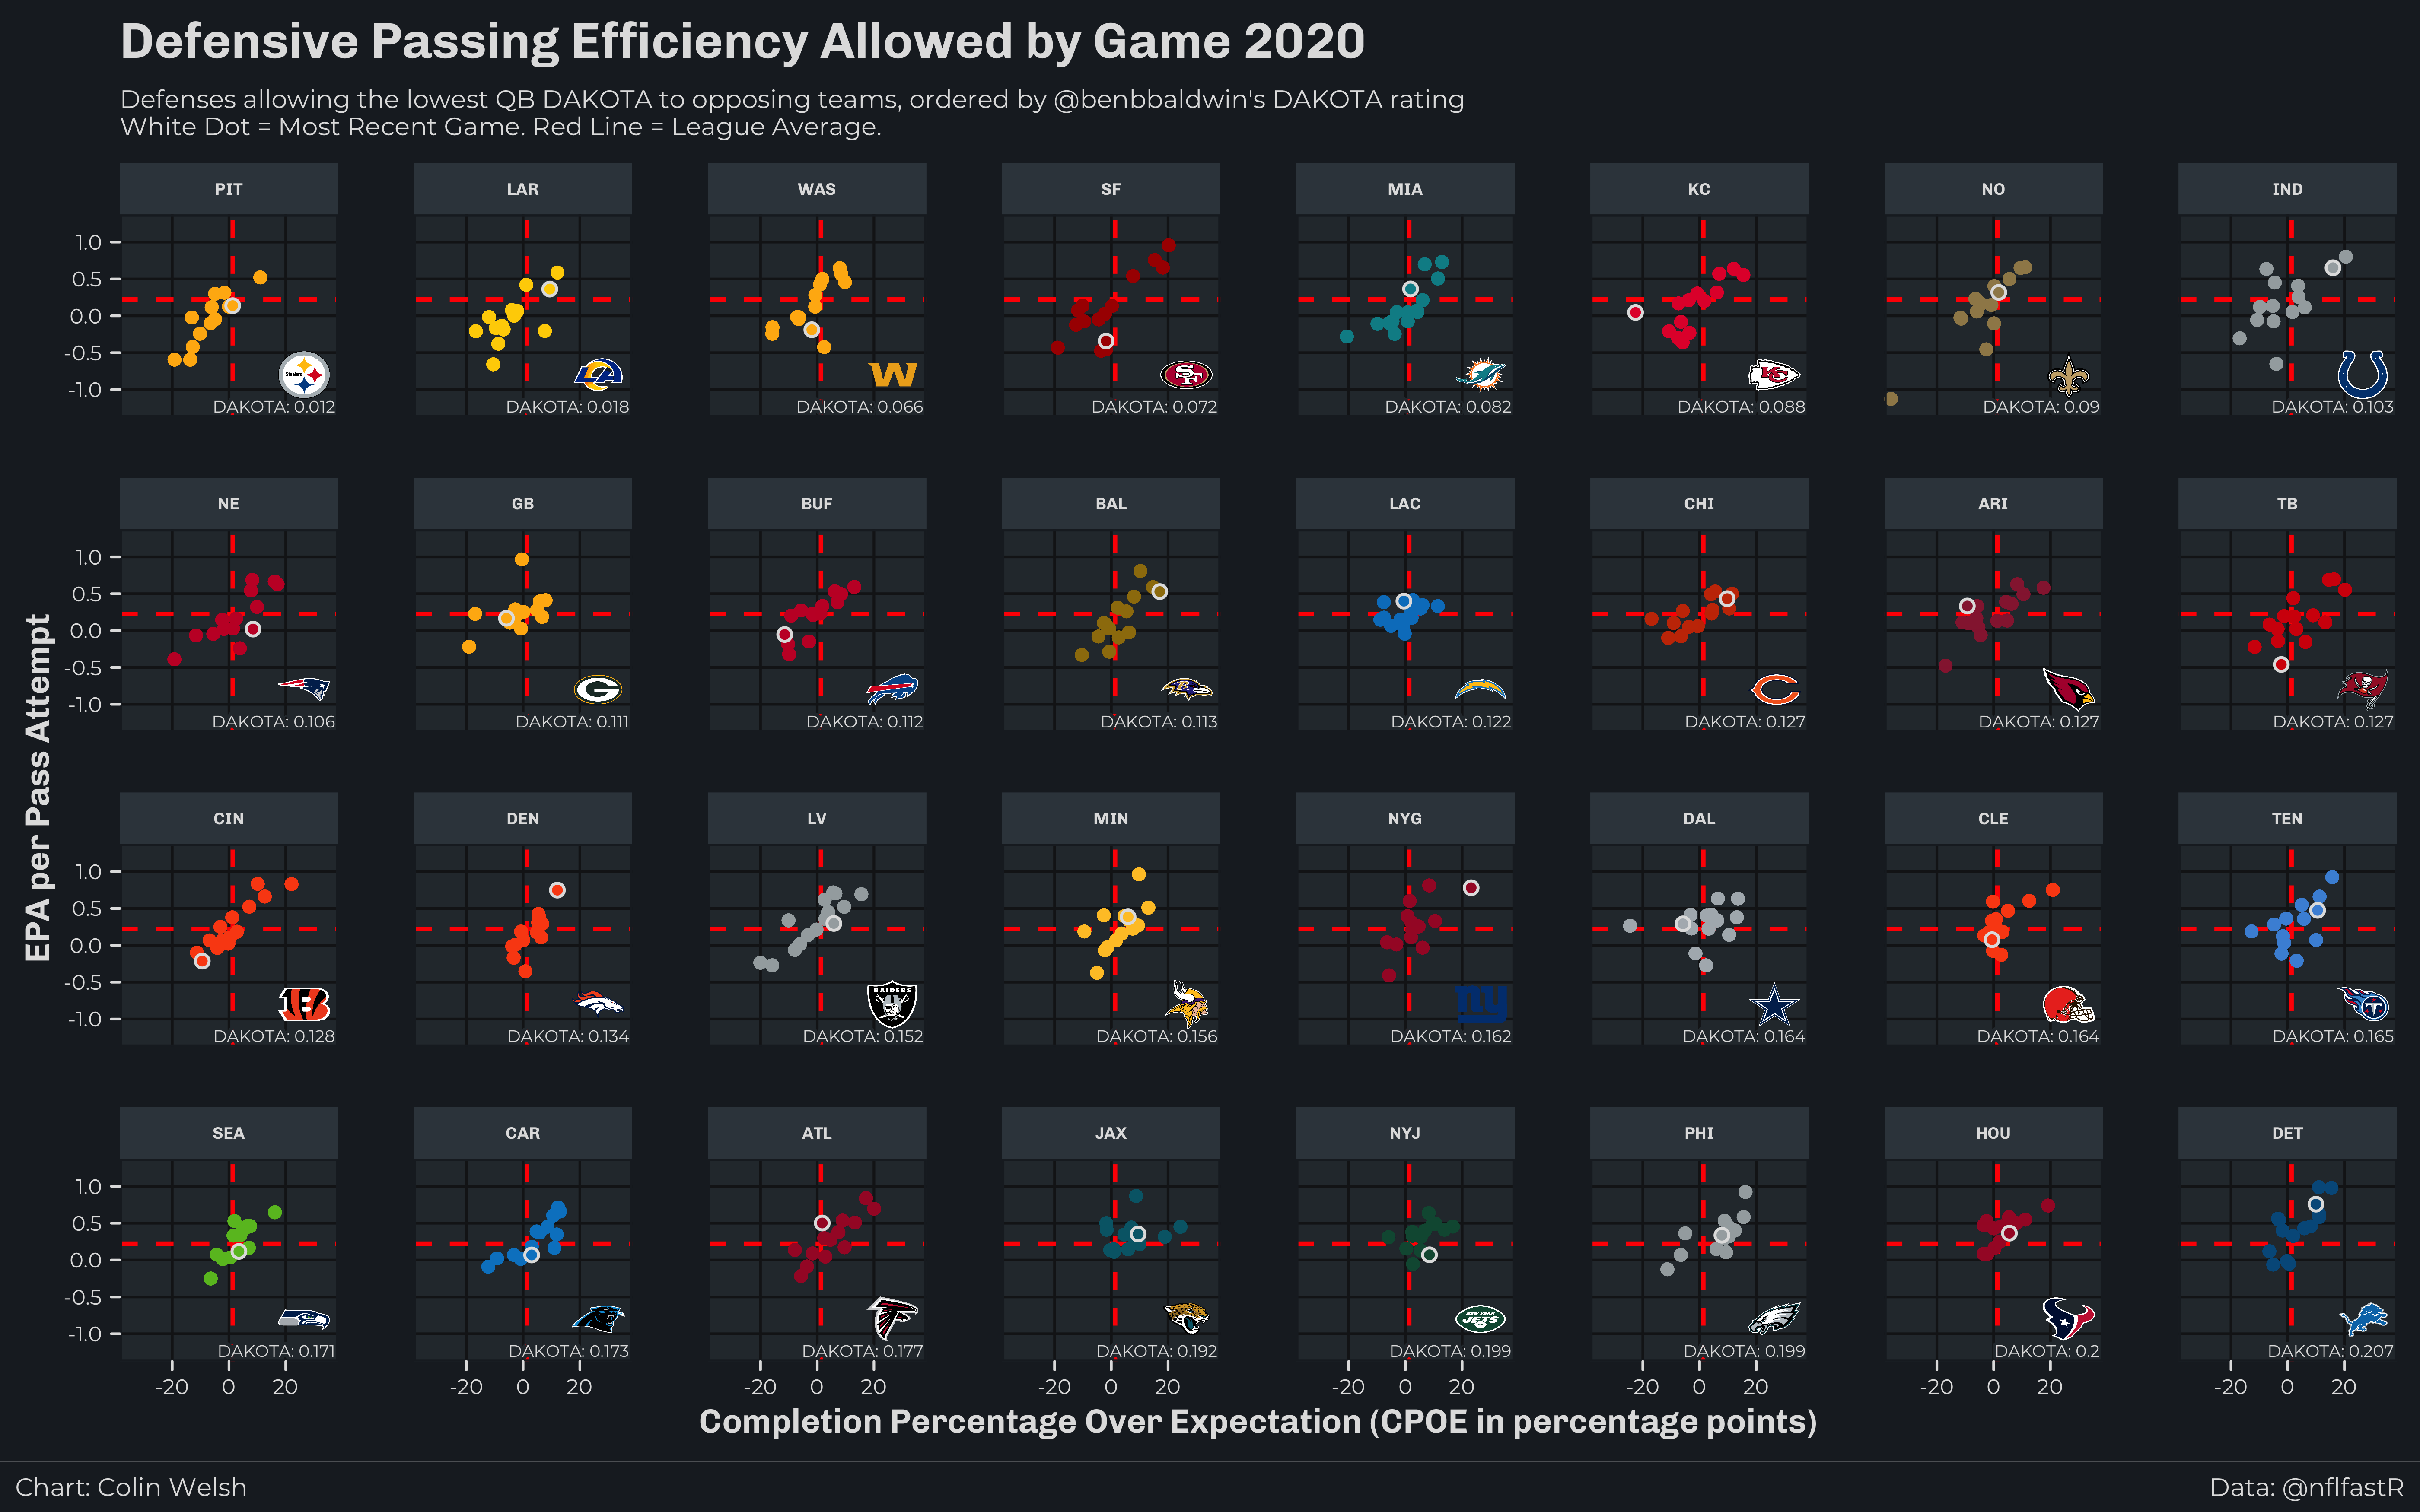 Defensive Passing Efficiency Allowed by Game 2020
Defenses allowing the lowest QB DAKOTA to opposing teams, ordered by @benbbaldwin's DAKOTA rating
White Dot = Most Recent Game. Red Line = League Average.
PIT LAR WAS SF MIA KC NO IND
1.0
0.5
0.0
-0.5
-1.0
Steelers
DAKOTA: 0.012 DAKOTA: 0.018 DAKOTA: 0.066 DAKOTA: 0.072 DAKOTA: 0.082 DAKOTA: 0.088 DAKOTA: 0.09 DAKOTA: 0.103
NE GB BUF BAL LAC CHI ARI TB
1.0
0.5
0.0
-0.5
-1.0
DAKOTA: 0.106 DAKOTA: 0.111 DAKOTA: 0.112 DAKOTA: 0.113 DAKOTA: 0.122 DAKOTA: 0.127 DAKOTA: 0.127 DAKOTA: 0.127
EPA per Pass Attempt
CIN DEN LV MIN NYG DAL CLE TEN
1.0
0.5
0.0
-0.5
-1.0
RAIDERS
ny
DAKOTA: 0.128 DAKOTA: 0.134 DAKOTA: 0.152 DAKOTA: 0.156 DAKOTA: 0.162 DAKOTA: 0.164 DAKOTA: 0.164 DAKOTA: 0.165
SEA CAR ATL JAX NYJ PHI HOU DET
1.0
0.5
0.0
-0.5
-1.0
NEW YORK
JETS
DAKOTA: 0.171 DAKOTA: 0.173 DAKOTA: 0.177 DAKOTA: 0.192 DAKOTA: 0.199 DAKOTA: 0.199 DAKOTA: 0.2 DAKOTA: 0.207
-20 0 20 -20 0 20 -20 0 20 -20 0 20 -20 0 20 -20 0 20 -20 0 20 -20 0 20
Completion Percentage Over Expectation (CPOE in percentage points)
Chart: Colin Welsh
Data: @nflfastR